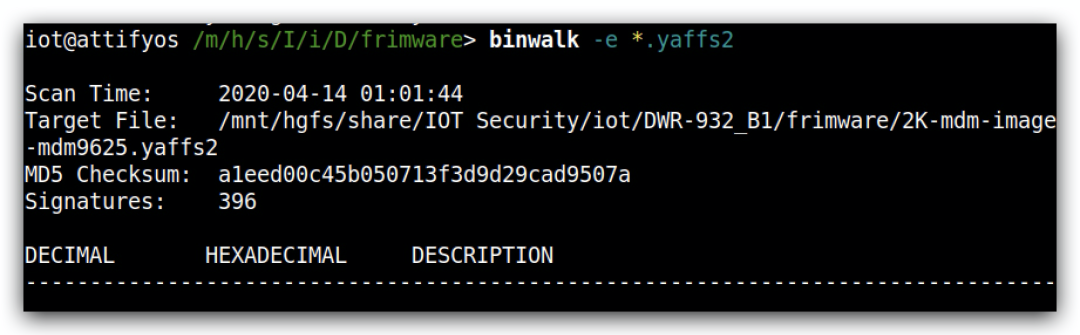 iot@attifyos /m/h/s/I/i/D/frimware> binwalk -e *.yaffs2
Scan Time:     2020-04-14 01:01:44
Target File:   /mnt/hgfs/share/IOT Security/iot/DWR-932_B1/frimware/2K-mdm-image
-mdm9625.yaffs2
MD5 Checksum:  a1eed00c45b050713f3d9d29cad9507a
Signatures:    396
DECIMAL       HEXADECIMAL     DESCRIPTION
--------------------------------------------------------------------------------